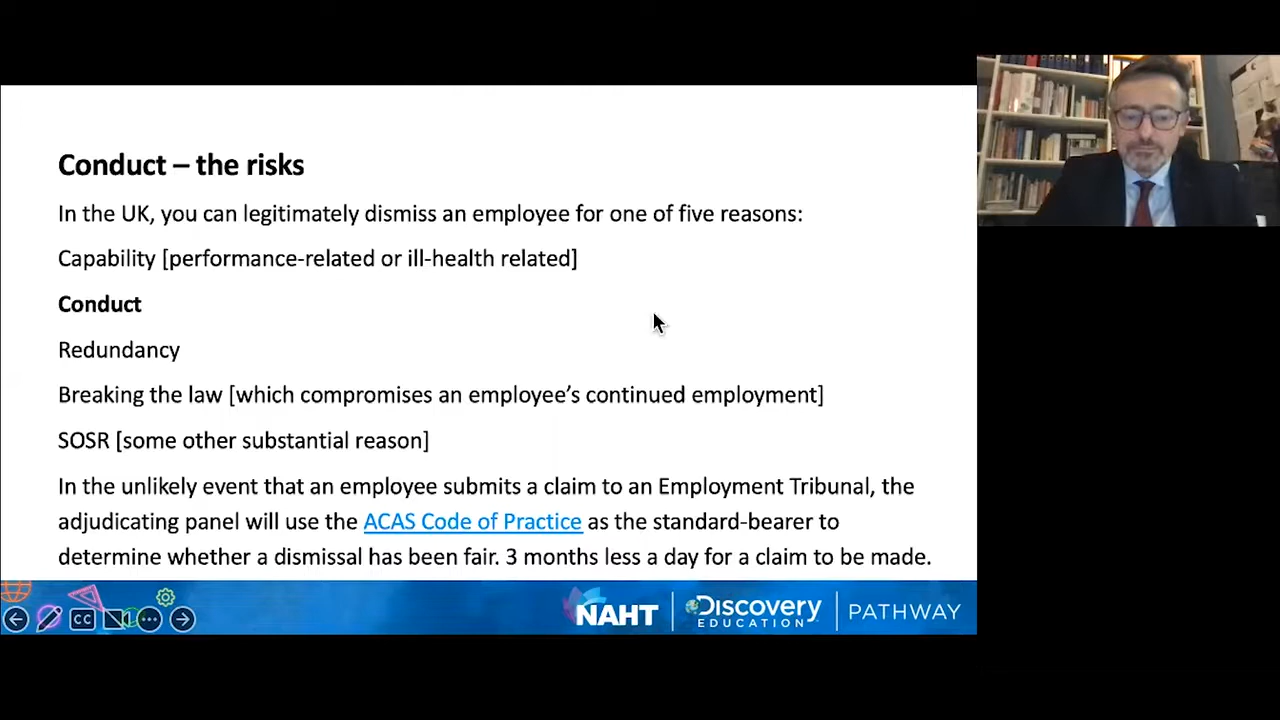 Conduct – the risks
In the UK, you can legitimately dismiss an employee for one of five reasons:
Capability [performance-related or ill-health related]
Conduct
Redundancy
Breaking the law [which compromises an employee’s continued employment]
SOSR [some other substantial reason]
In the unlikely event that an employee submits a claim to an Employment Tribunal, the
adjudicating panel will use the ACAS Code of Practice as the standard-bearer to
determine whether a dismissal has been fair. 3 months less a day for a claim to be made.
CC
NAHT
Discovery
EDUCATION
PATHWAY